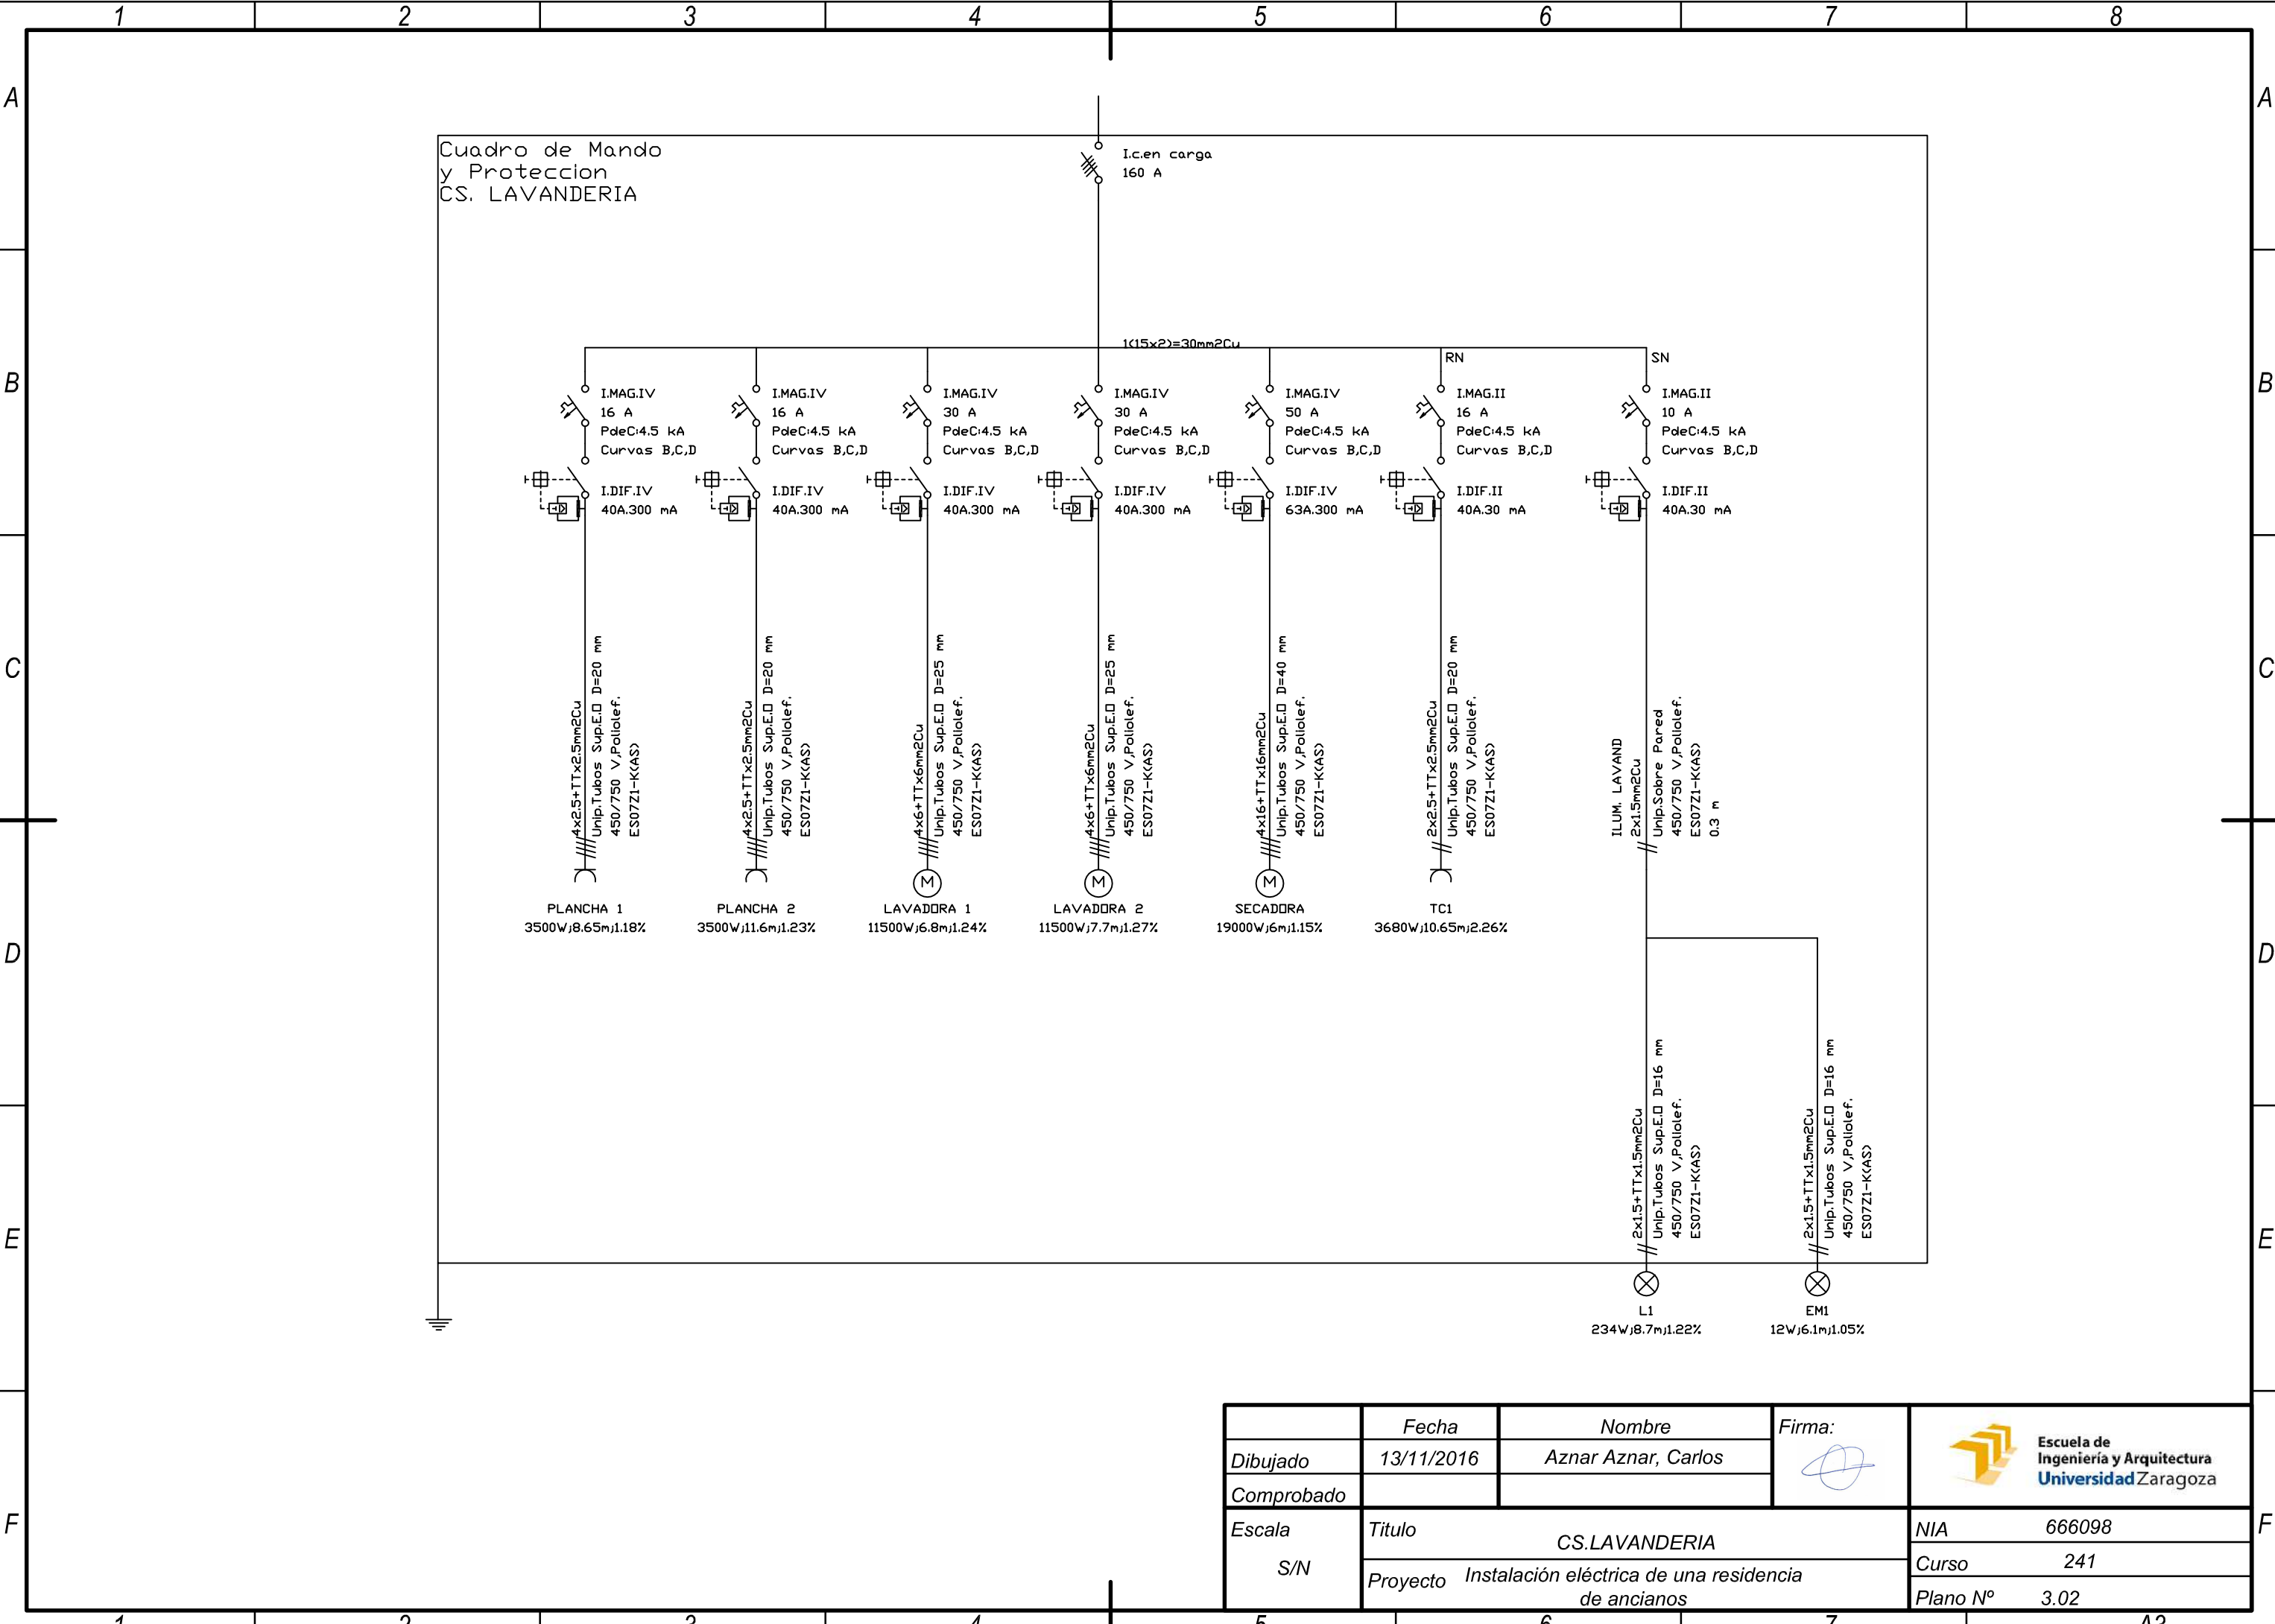 1 2 3 4 5 6 7 8
A A
B B
C C
D D
E E
F F
Cuadro de Mando
y Proteccion
CS. LAVANDERIA
I.c.en carga
160 A
1(15x2)=30mm2Cu
RN
SN
I.MAG.IV
16 A
PdeC:4.5 kA
Curvas B,C,D
I.DIF.IV
40A.300 mA
4x2.5+TTx2.5mm2Cu
Unip.Tubos Sup.E.O D=20 mm
450/750 V,Poliolef.
ES07Z1-K(AS)
PLANCHA 1
3500W;8.65m;1.18%
I.MAG.IV
16 A
PdeC:4.5 kA
Curvas B,C,D
I.DIF.IV
40A.300 mA
4x2.5+TTx2.5mm2Cu
Unip.Tubos Sup.E.O D=20 mm
450/750 V,Poliolef.
ES07Z1-K(AS)
PLANCHA 2
3500W;11.6m;1.23%
I.MAG.IV
30 A
PdeC:4.5 kA
Curvas B,C,D
I.DIF.IV
40A.300 mA
4x6+TTx6mm2Cu
Unip.Tubos Sup.E.O D=25 mm
450/750 V,Poliolef.
ES07Z1-K(AS)
M
LAVADORA 1
11500W;6.8m;1.24%
I.MAG.IV
30 A
PdeC:4.5 kA
Curvas B,C,D
I.DIF.IV
40A.300 mA
4x6+TTx6mm2Cu
Unip.Tubos Sup.E.O D=25 mm
450/750 V,Poliolef.
ES07Z1-K(AS)
M
LAVADORA 2
11500W;7.7m;1.27%
I.MAG.IV
50 A
PdeC:4.5 kA
Curvas B,C,D
I.DIF.IV
63A.300 mA
4x16+TTx16mm2Cu
Unip.Tubos Sup.E.O D=40 mm
450/750 V,Poliolef.
ES07Z1-K(AS)
M
SECADORA
19000W;6m;1.15%
I.MAG.II
16 A
PdeC:4.5 kA
Curvas B,C,D
I.DIF.II
40A.30 mA
2x2.5+TTx2.5mm2Cu
Unip.Tubos Sup.E.O D=20 mm
450/750 V,Poliolef.
ES07Z1-K(AS)
TC1
3680W;10.65m;2.26%
I.MAG.II
10 A
PdeC:4.5 kA
Curvas B,C,D
I.DIF.II
40A.30 mA
ILUM. LAVAND
2x1.5mm2Cu
Unip.Sobre Pared
450/750 V,Poliolef.
ES07Z1-K(AS)
0.3 m
2x1.5+TTx1.5mm2Cu
Unip.Tubos Sup.E.O D=16 mm
450/750 V,Poliolef.
ES07Z1-K(AS)
L1
234W;8.7m;1.22%
2x1.5+TTx1.5mm2Cu
Unip.Tubos Sup.E.O D=16 mm
450/750 V,Poliolef.
ES07Z1-K(AS)
EM1
12W;6.1m;1.05%
Fecha Nombre Firma:
Dibujado 13/11/2016 Aznar Aznar, Carlos
Comprobado
Escuela de
Ingeniería y Arquitectura
Universidad Zaragoza
Escala
S/N
Titulo
CS.LAVANDERIA
Proyecto Instalación eléctrica de una residencia
de ancianos
NIA 666098
Curso 241
Plano Nº 3.02
1 2 3 4 5 6 7 A3